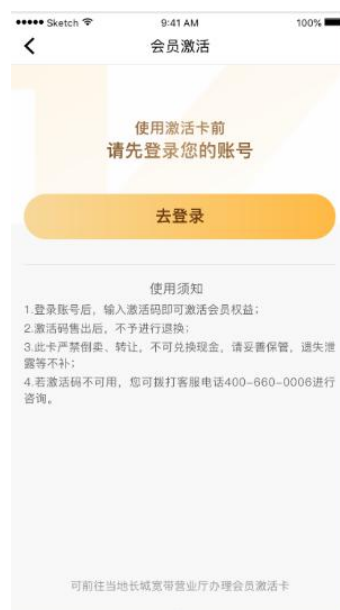 Sketch 9:41 AM 100%
会员激活
使用激活卡前
请先登录您的账号
去登录
使用须知
1.登录账号后，输入激活码即可激活会员权益；
2.激活码售出后，不予进行退换；
3.此卡严禁倒卖、转让，不可兑换现金，请妥善保管，遗失泄
露等不补；
4.若激活码不可用，您可拨打客服电话400-660-0006进行
咨询。
可前往当地长城宽带营业厅办理会员激活卡